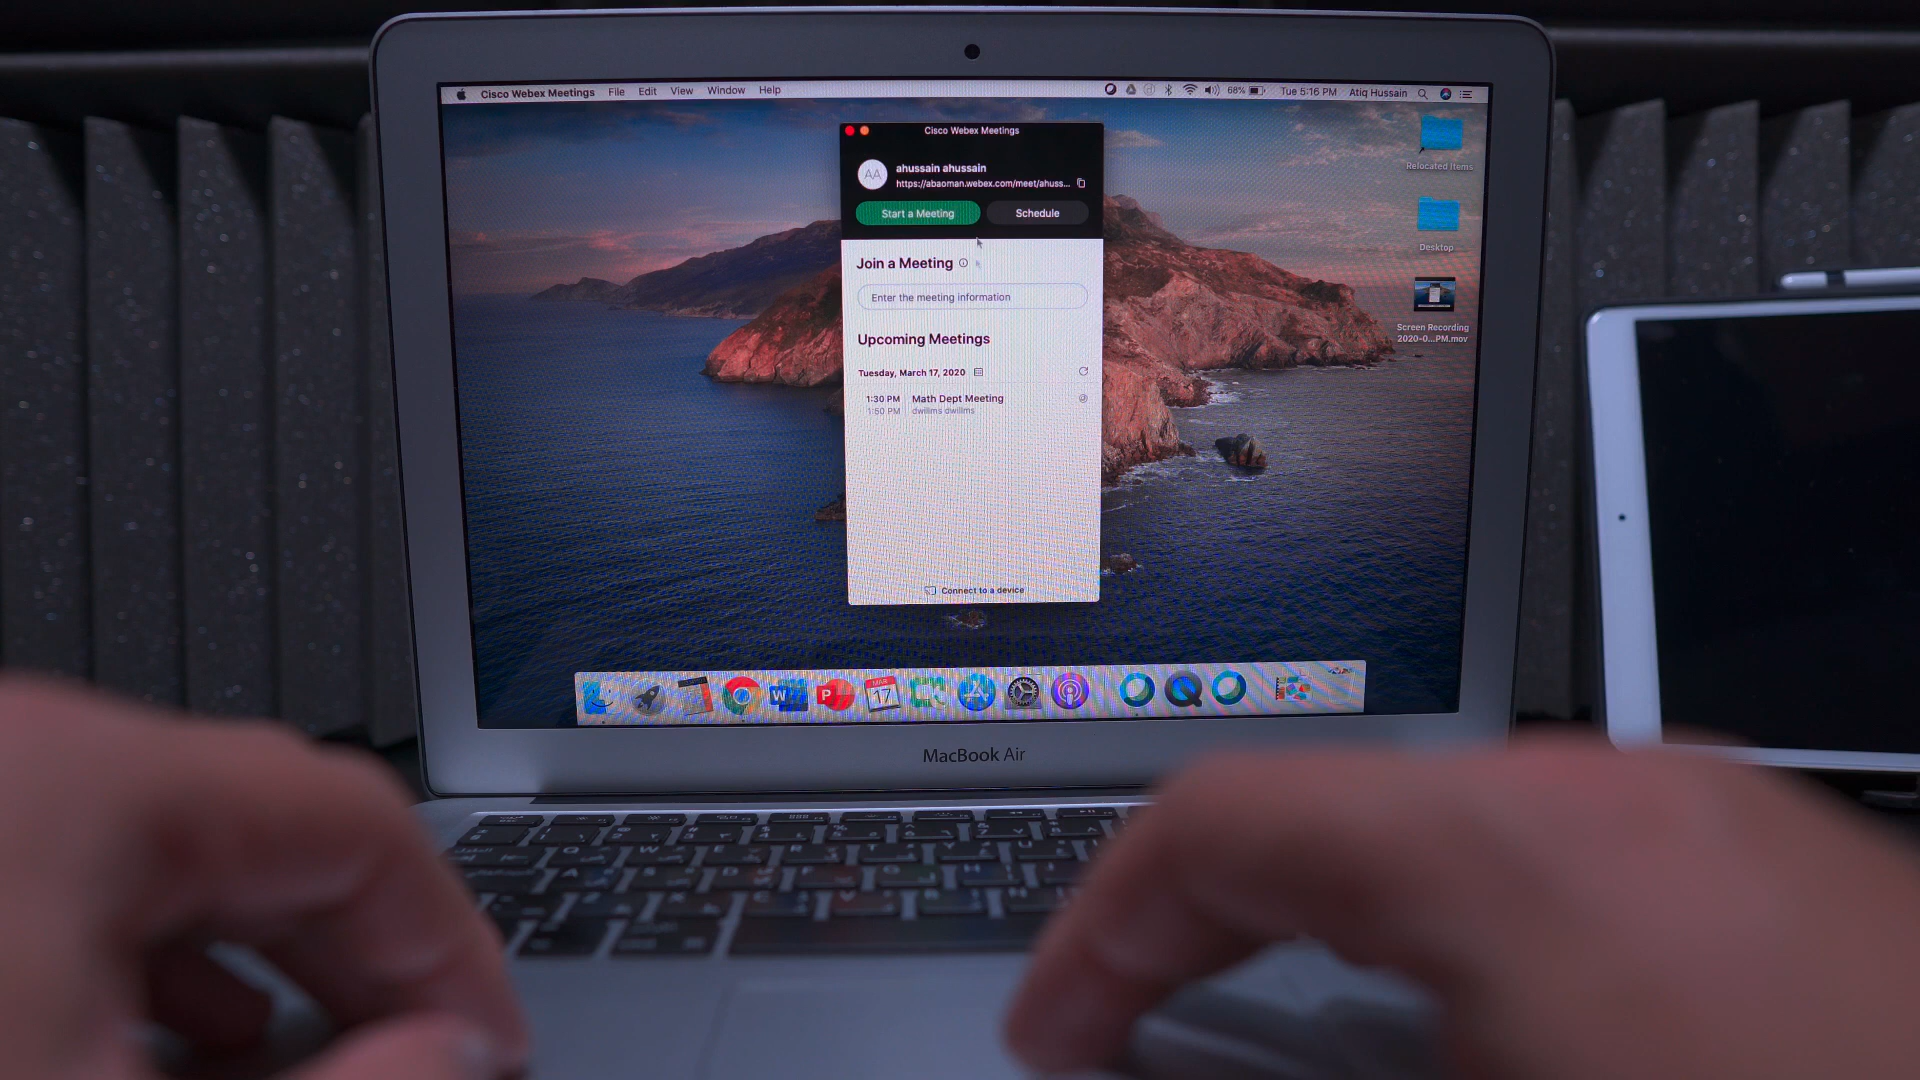 Cisco Webex Meetings File Edit View Window Help 68% Tue 5:16 PM Atiq Hussain
Cisco Webex Meetings
AA
ahussain ahussain
https://abaoman.webex.com/meet/ahuss...
Start a Meeting Schedule
Join a Meeting
Enter the meeting information
Upcoming Meetings
Tuesday, March 17, 2020
1:30 PM Math Dept Meeting
1:50 PM dwillms dwillms
Connect to a device
Relocated Items
Desktop
Screen Recording
2020-0...PM.mov
W P MAR
17
MacBook Air
Q W E R T Y U
A S D F G H